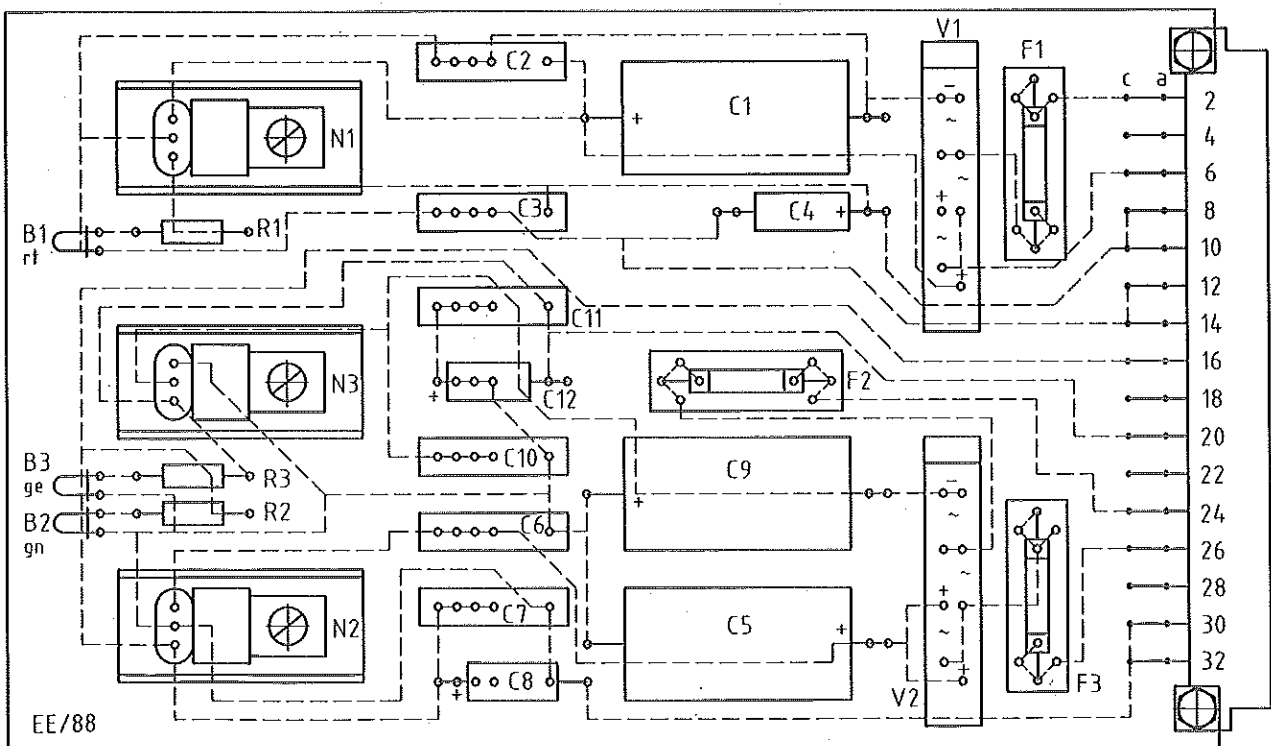 V1
F1
C2
C1
c a
2
N1
4
6
C3
C4
8
R1
B1
rt
10
12
C11
14
16
N3
F2
C12
18
20
B3
ge
R3
C10
C9
22
B2
gn
R2
C6
24
26
28
N2
C7
C5
30
C8
32
V2
F3
EE/88
+
+
-
~
~
+
~
+
+
+
-
~
~
+
+
~
+
+